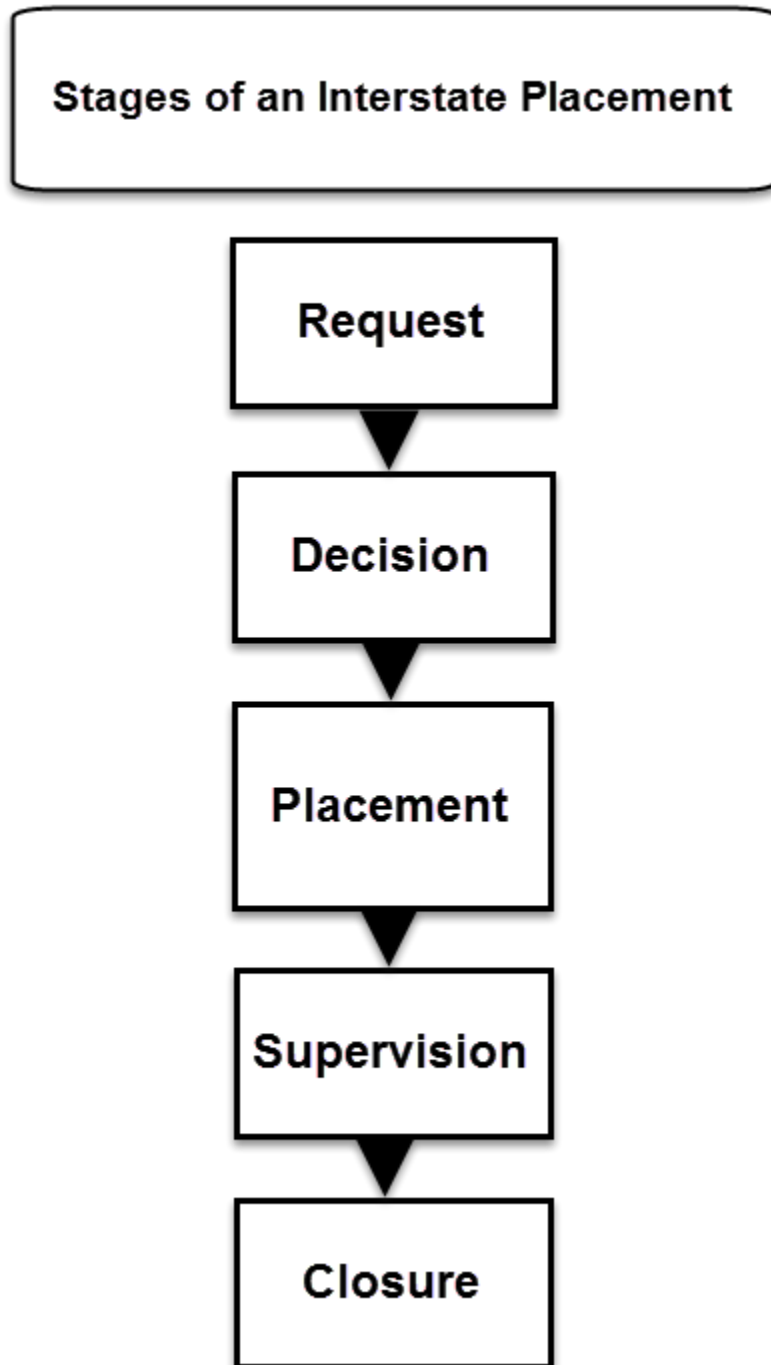 Stages of an Interstate Placement
Request
Decision
Placement
Supervision
Closure